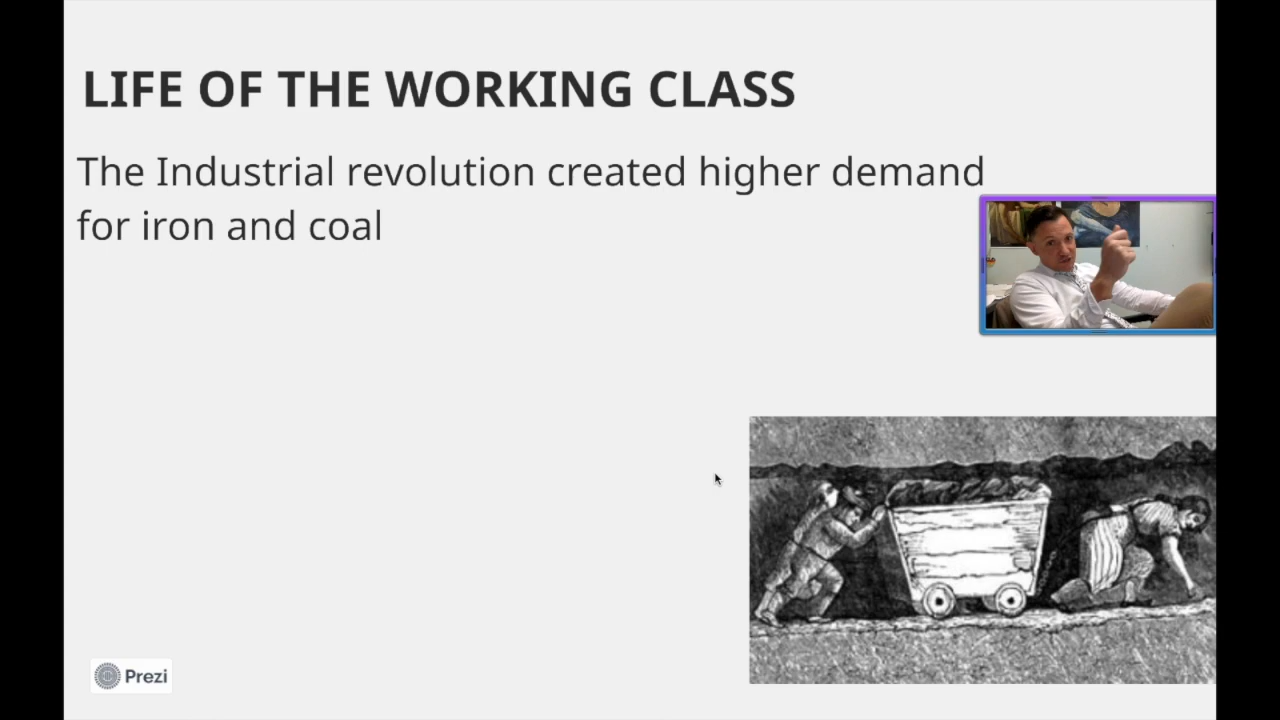 LIFE OF THE WORKING CLASS
The Industrial revolution created higher demand
for iron and coal
Prezi